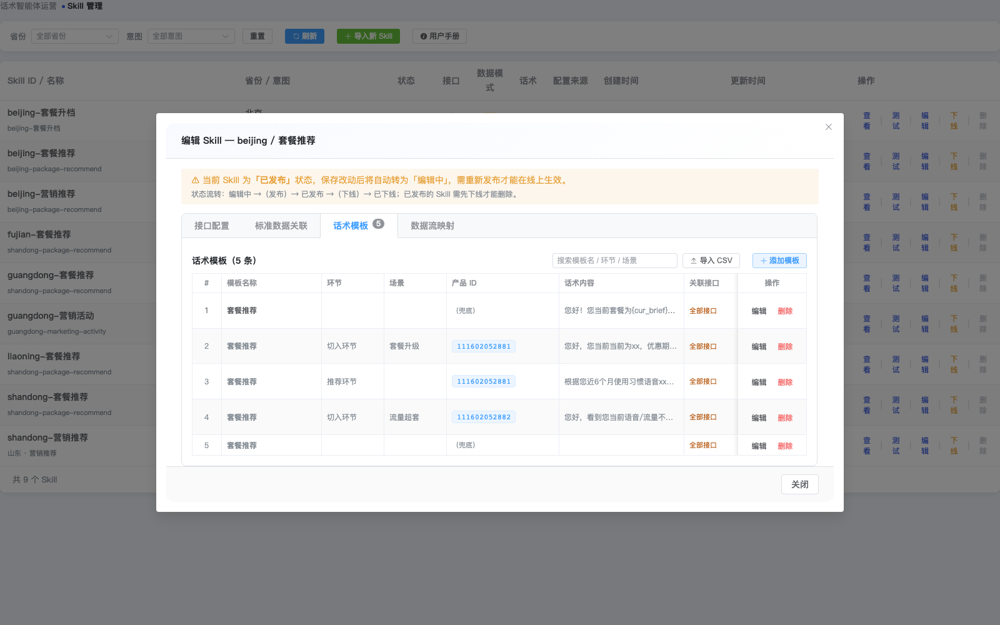 话术智能体运营 • Skill 管理
省份 全部省份 意图 全部意图 重置 刷新 + 导入新 Skill 用户手册
Skill ID / 名称 省份 / 意图 状态 接口 数据模式 话术 配置来源 创建时间 更新时间 操作
beijing-套餐升档
beijing-套餐升档
查看 测试 编辑 下线 删除
beijing-套餐推荐
beijing-package-recommend
查看 测试 编辑 下线 删除
beijing-营销推荐
beijing-package-recommend
查看 测试 编辑 下线 删除
fujian-套餐推荐
shandong-package-recommend
查看 测试 编辑 下线 删除
guangdong-套餐推荐
shandong-package-recommend
查看 测试 编辑 下线 删除
guangdong-营销活动
guangdong-marketing-activity
查看 测试 编辑 下线 删除
liaoning-套餐推荐
shandong-package-recommend
查看 测试 编辑 下线 删除
shandong-套餐推荐
shandong-package-recommend
查看 测试 编辑 下线 删除
shandong-营销推荐
山东 · 营销推荐
查看 测试 编辑 下线 删除
共 9 个 Skill
编辑 Skill — beijing / 套餐推荐
当前 Skill 为「已发布」状态，保存改动后将自动转为「编辑中」，需重新发布才能在线上生效。
状态流转：编辑中 →（发布）→ 已发布 →（下线）→ 已下线；已发布的 Skill 需先下线才能删除。
接口配置 标准数据关联 话术模板 5 数据流映射
话术模板（5 条） 搜索模板名 / 环节 / 场景 导入 CSV + 添加模板
# 模板名称 环节 场景 产品 ID 话术内容 关联接口 操作
1 套餐推荐 （兜底） 您好！您当前套餐为{cur_brief}... 全部接口 编辑 删除
2 套餐推荐 切入环节 套餐升级 111602052881 您好，您当前当前为xx，优惠期... 全部接口 编辑 删除
3 套餐推荐 推荐环节 111602052881 根据您近6个月使用习惯语音xx... 全部接口 编辑 删除
4 套餐推荐 切入环节 流量超套 111602052882 您好，看到您当前语音/流量不... 全部接口 编辑 删除
5 套餐推荐 （兜底） 全部接口 编辑 删除
关闭